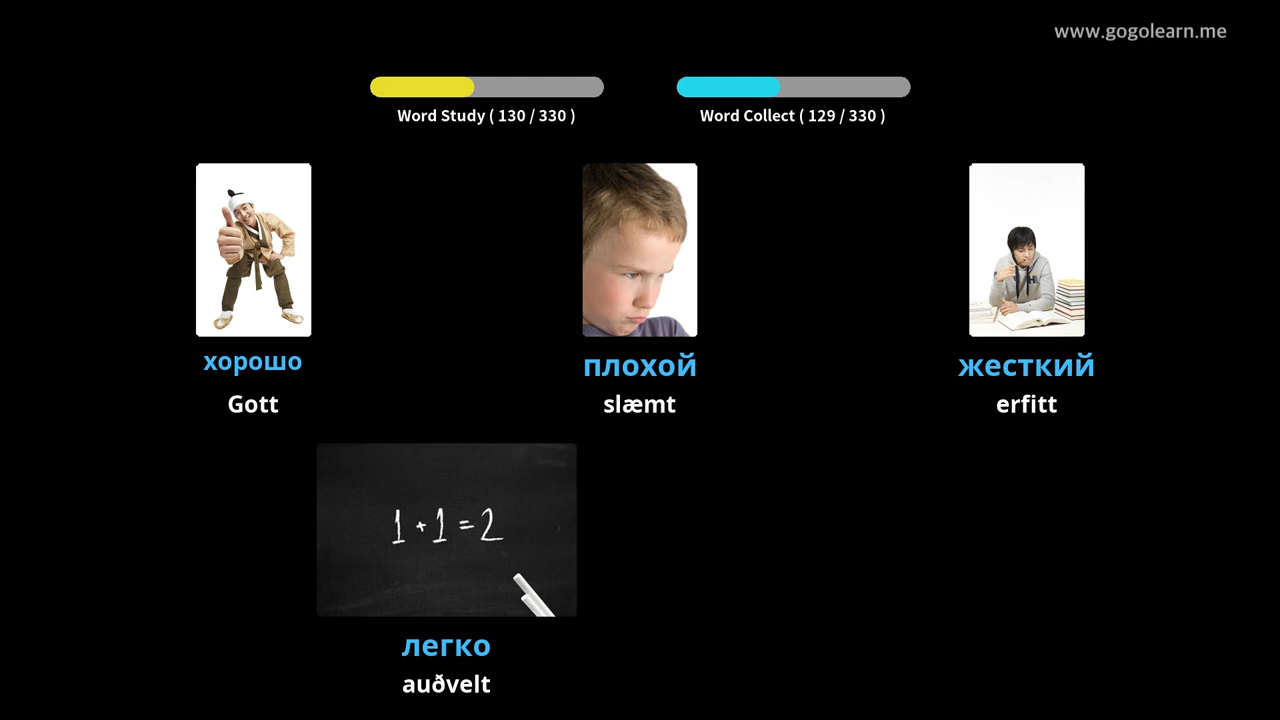 www.gogolearn.me
Word Study ( 130 / 330 )
Word Collect ( 129 / 330 )
хорошо
Gott
плохой
slæmt
жесткий
erfitt
1 + 1 = 2
легко
auðvelt